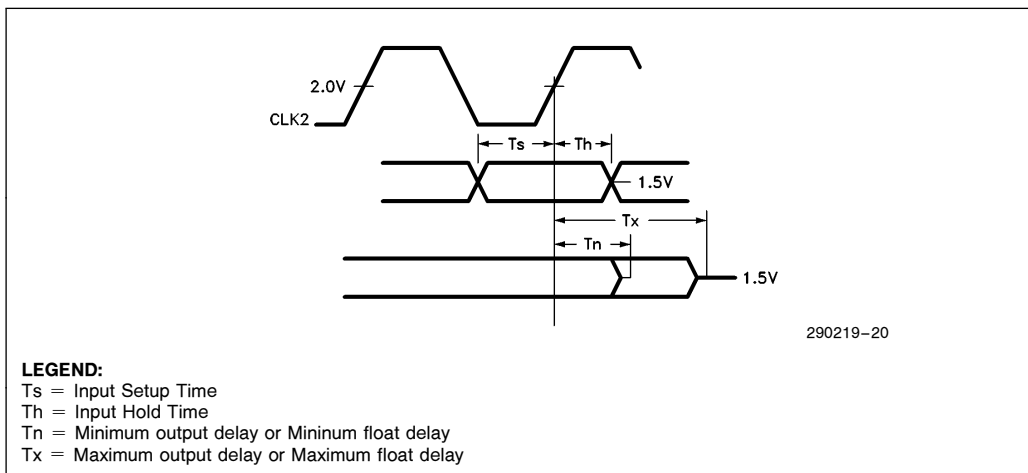 2.0V
CLK2
Ts
Th
1.5V
Tx
Tn
1.5V
290219-20
LEGEND:
Ts = Input Setup Time
Th = Input Hold Time
Tn = Minimum output delay or Mininum float delay
Tx = Maximum output delay or Maximum float delay